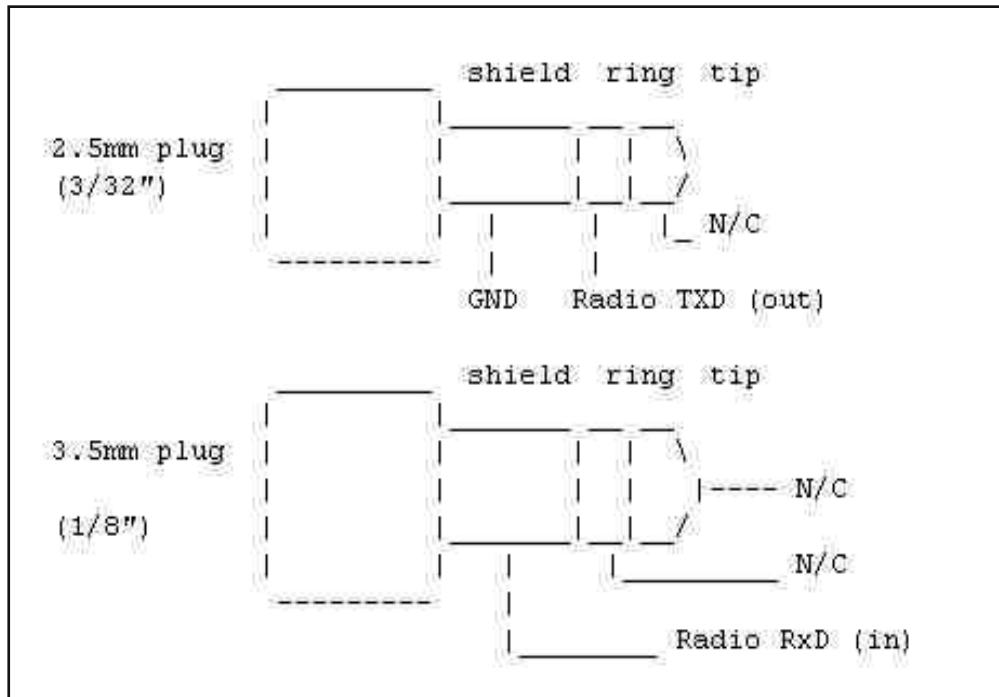 shield ring tip
2.5mm plug
(3/32")
N/C
GND Radio TXD (out)
shield ring tip
3.5mm plug
N/C
(1/8")
N/C
Radio RxD (in)